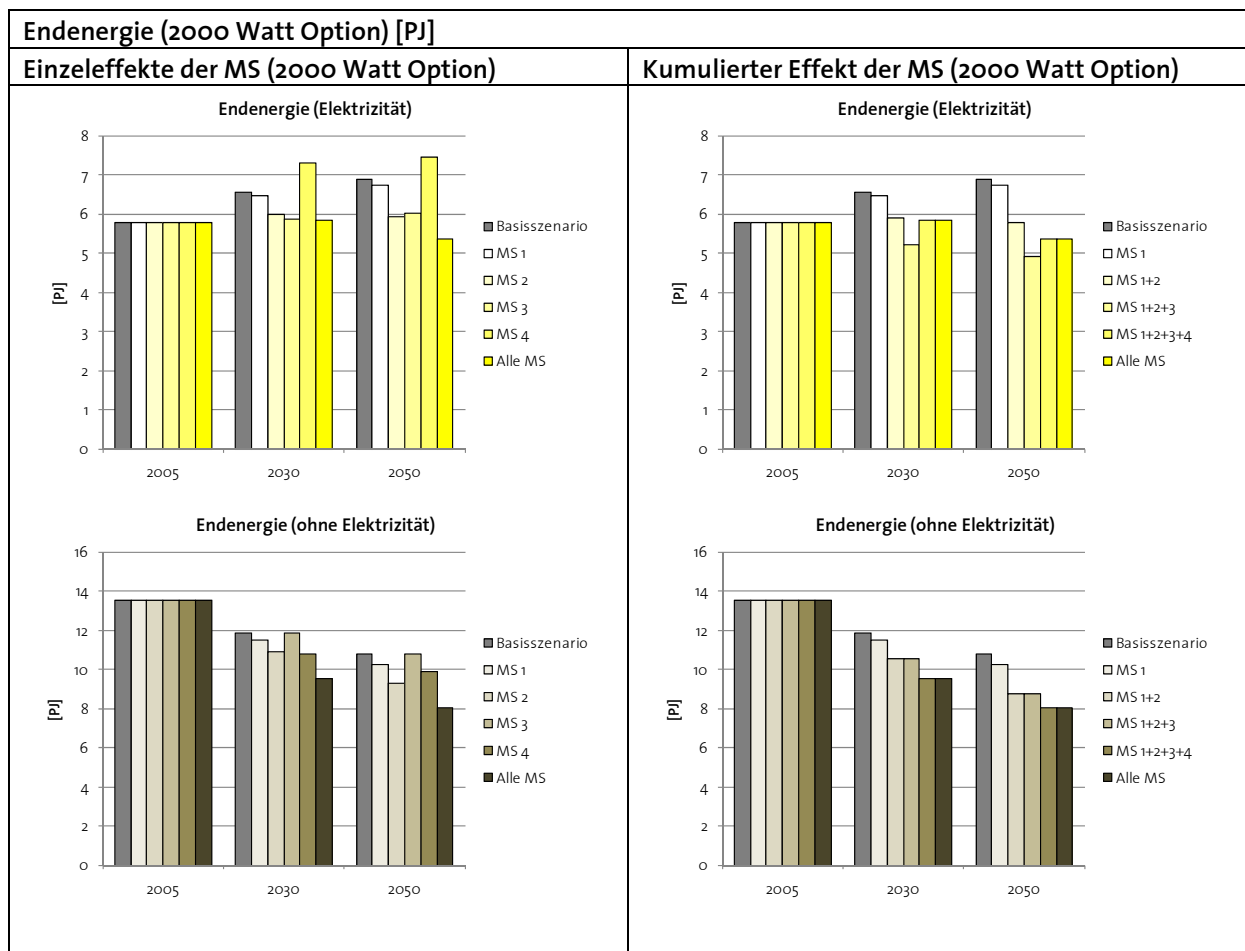 Endenergie (2000 Watt Option) [PJ]
Einzeleffekte der MS (2000 Watt Option)
Kumulierter Effekt der MS (2000 Watt Option)
Endenergie (Elektrizität)
8
7
6
5
4
3
2
1
0
[PJ]
2005
2030
2050
Basisszenario
MS 1
MS 2
MS 3
MS 4
Alle MS
Endenergie (Elektrizität)
8
7
6
5
4
3
2
1
0
[PJ]
2005
2030
2050
Basisszenario
MS 1
MS 1+2
MS 1+2+3
MS 1+2+3+4
Alle MS
Endenergie (ohne Elektrizität)
16
14
12
10
8
6
4
2
0
[PJ]
2005
2030
2050
Basisszenario
MS 1
MS 2
MS 3
MS 4
Alle MS
Endenergie (ohne Elektrizität)
16
14
12
10
8
6
4
2
0
[PJ]
2005
2030
2050
Basisszenario
MS 1
MS 1+2
MS 1+2+3
MS 1+2+3+4
Alle MS